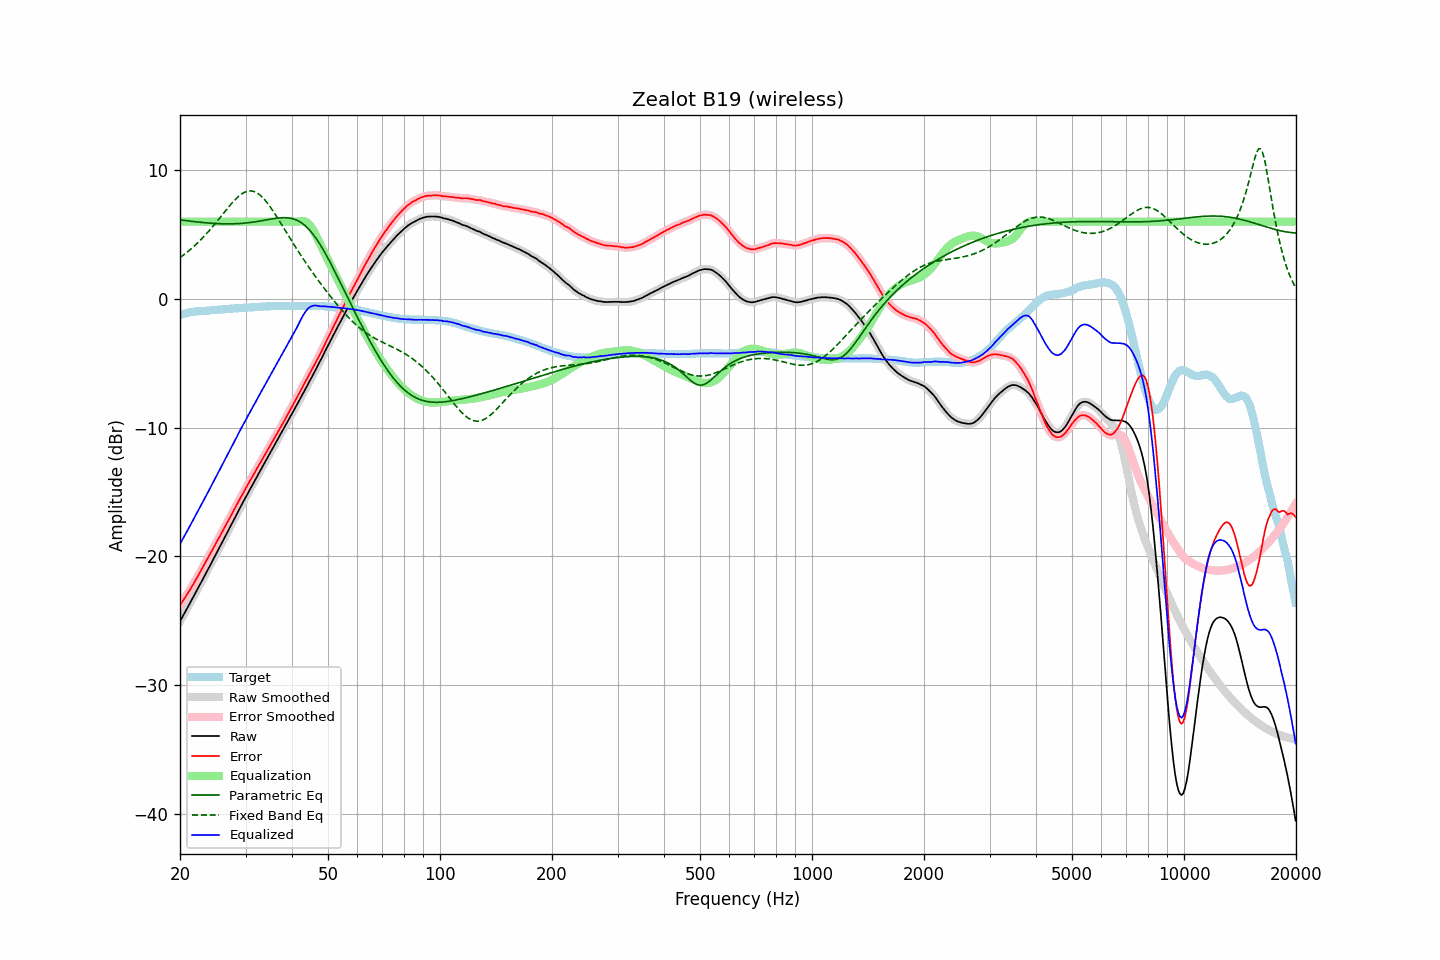 Zealot B19 (wireless)
Amplitude (dBr)
10
0
−10
−20
−30
−40
Target
Raw Smoothed
Error Smoothed
Raw
Error
Equalization
Parametric Eq
Fixed Band Eq
Equalized
20 50 100 200 500 1000 2000 5000 10000 20000
Frequency (Hz)